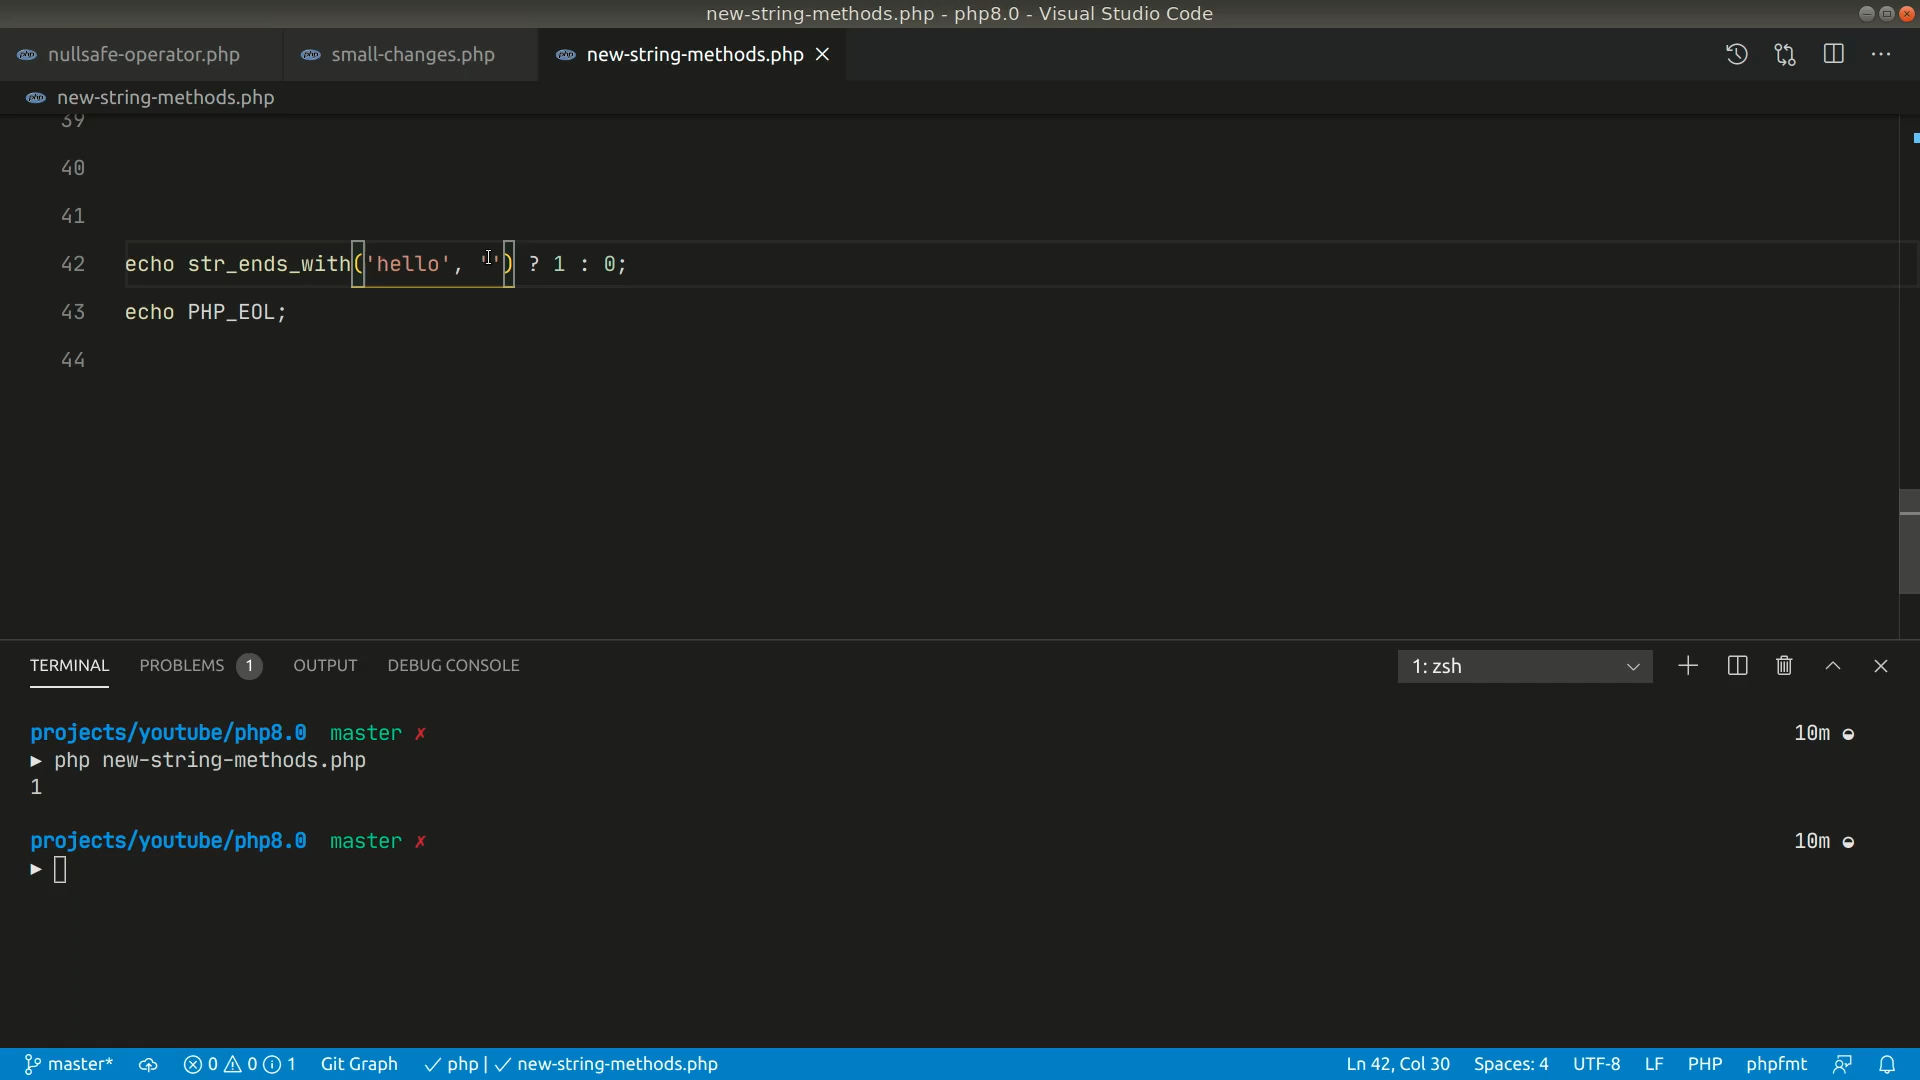 new-string-methods.php - php8.0 - Visual Studio Code
nullsafe-operator.php
small-changes.php
new-string-methods.php
new-string-methods.php
39
40
41
42 echo str_ends_with('hello', '') ? 1 : 0;
43 echo PHP_EOL;
44
TERMINAL PROBLEMS 1 OUTPUT DEBUG CONSOLE 1: zsh
projects/youtube/php8.0 master ✗ 10m
▶ php new-string-methods.php
1
projects/youtube/php8.0 master ✗ 10m
▶
master* 0 0 1 Git Graph ✓ php | ✓ new-string-methods.php Ln 42, Col 30 Spaces: 4 UTF-8 LF PHP phpfmt